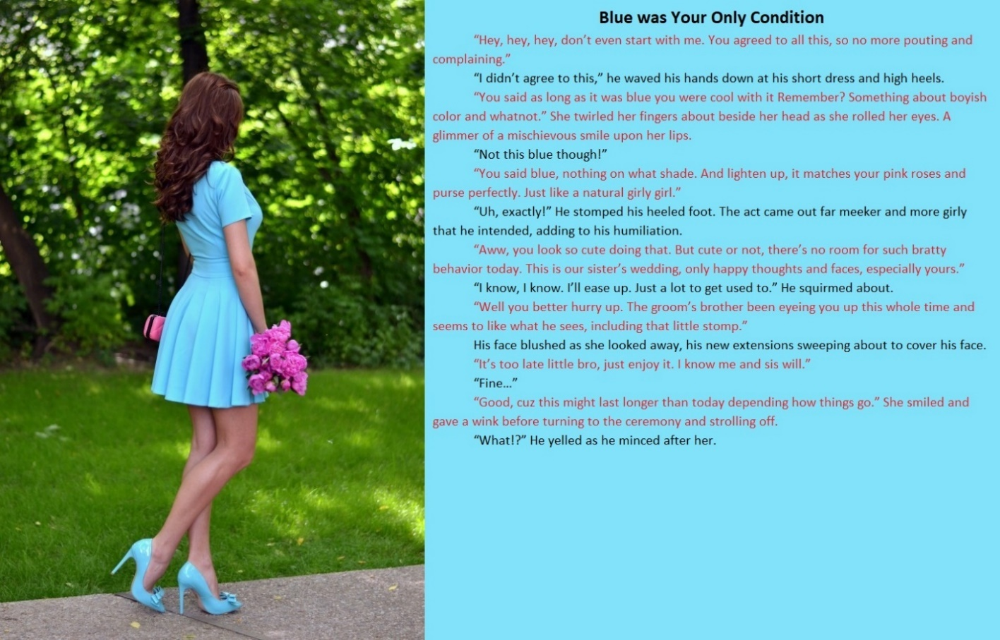 Blue was Your Only Condition
“Hey, hey, hey, don’t even start with me. You agreed to all this, so no more pouting and
complaining.”
“I didn’t agree to this,” he waved his hands down at his short dress and high heels.
“You said as long as it was blue you were cool with it Remember? Something about boyish
color and whatnot.” She twirled her fingers about beside her head as she rolled her eyes. A
glimmer of a mischievous smile upon her lips.
“Not this blue though!”
“You said blue, nothing on what shade. And lighten up, it matches your pink roses and
purse perfectly. Just like a natural girly girl.”
“Uh, exactly!” He stomped his heeled foot. The act came out far meeker and more girly
that he intended, adding to his humiliation.
“Aww, you look so cute doing that. But cute or not, there’s no room for such bratty
behavior today. This is our sister’s wedding, only happy thoughts and faces, especially yours.”
“I know, I know. I’ll ease up. Just a lot to get used to.” He squirmed about.
“Well you better hurry up. The groom’s brother been eyeing you up this whole time and
seems to like what he sees, including that little stomp.”
His face blushed as she looked away, his new extensions sweeping about to cover his face.
“It’s too late little bro, just enjoy it. I know me and sis will.”
“Fine…”
“Good, cuz this might last longer than today depending how things go.” She smiled and
gave a wink before turning to the ceremony and strolling off.
“What!?” He yelled as he minced after her.